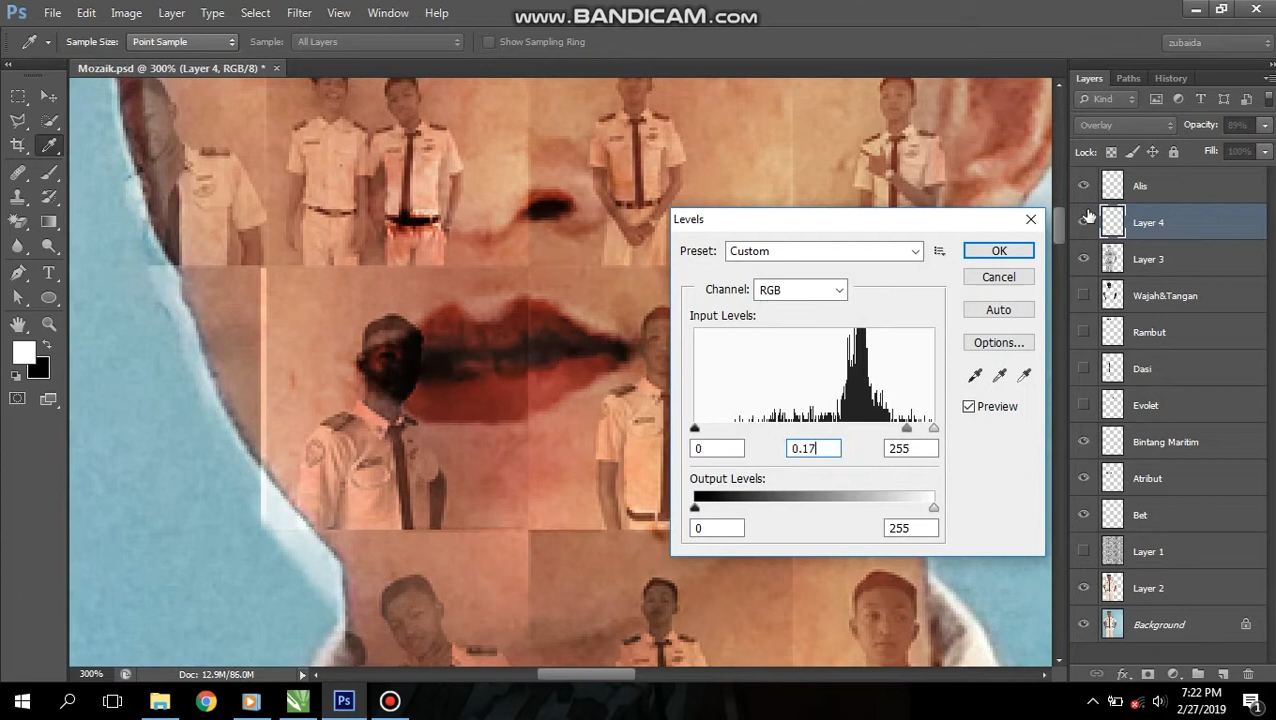 Ps File Edit Image Layer Type Select Filter View Window Help
www.BANDICAM.com
Sample Size: Point Sample Sample: All Layers Show Sampling Ring zubaida
Mozaik.psd @ 300% (Layer 4, RGB/8) * ×
Layers Paths History
Kind
Overlay Opacity: 89%
Lock: Fill: 100%
Alis
Layer 4
Layer 3
Wajah&Tangan
Rambut
Dasi
Evolet
Bintang Maritim
Atribut
Bet
Layer 1
Layer 2
Background
Levels
Preset: Custom OK
Cancel
Channel: RGB
Auto
Input Levels:
Options...
Preview
0 0.17 255
Output Levels:
0 255
300% Doc: 12.9M/86.0M
T
fx
Ps
7:22 PM
2/27/2019
1